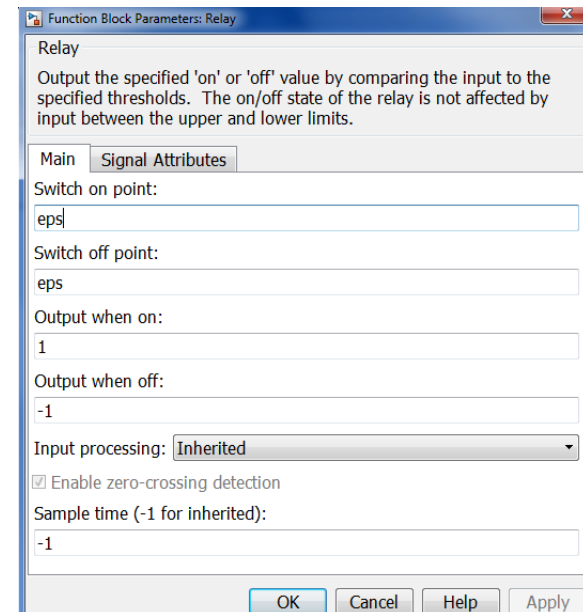 Function Block Parameters: Relay
Relay
Output the specified 'on' or 'off' value by comparing the input to the
specified thresholds. The on/off state of the relay is not affected by
input between the upper and lower limits.
Main Signal Attributes
Switch on point:
eps
Switch off point:
eps
Output when on:
1
Output when off:
-1
Input processing: Inherited
Enable zero-crossing detection
Sample time (-1 for inherited):
-1
OK Cancel Help Apply